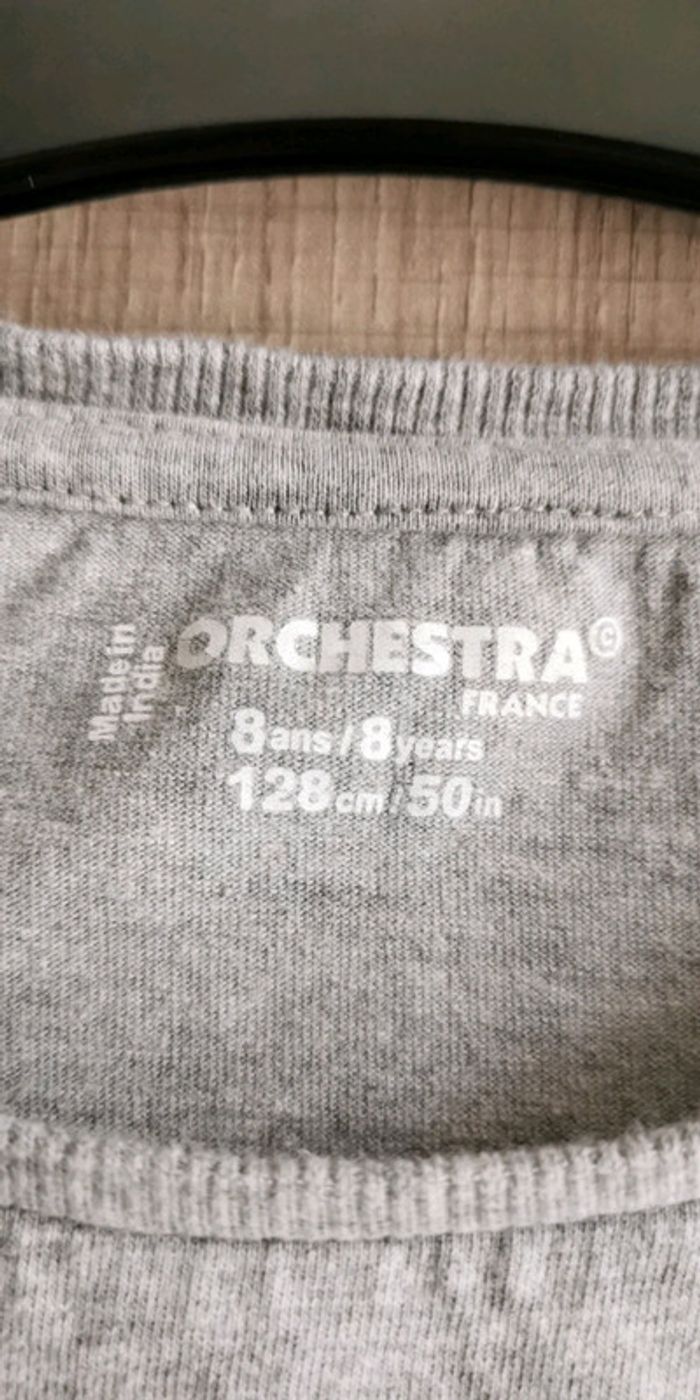 ORCHESTRA©
FRANCE
8ans / 8years
128cm / 50in
Made in
India